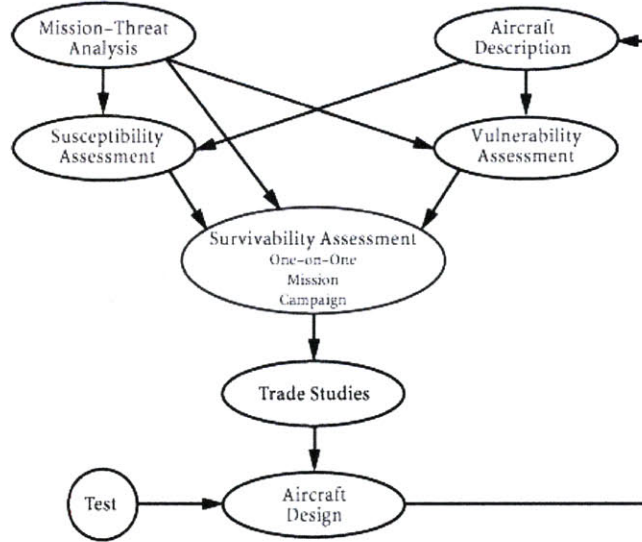 Mission–Threat
Analysis
Aircraft
Description
Susceptibility
Assessment
Vulnerability
Assessment
Survivability Assessment
One–on–One
Mission
Campaign
Trade Studies
Test
Aircraft
Design